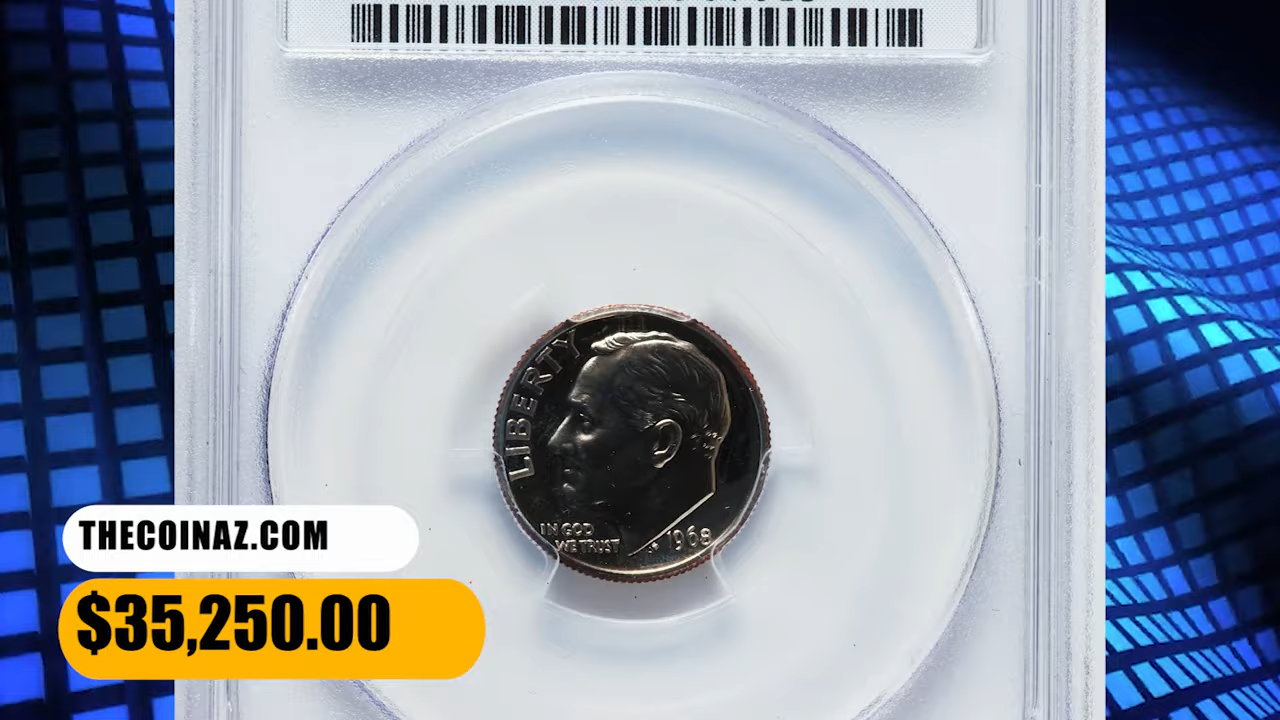 LIBERTY
IN GOD
WE TRUST
1968
THECOINAZ.COM
$35,250.00